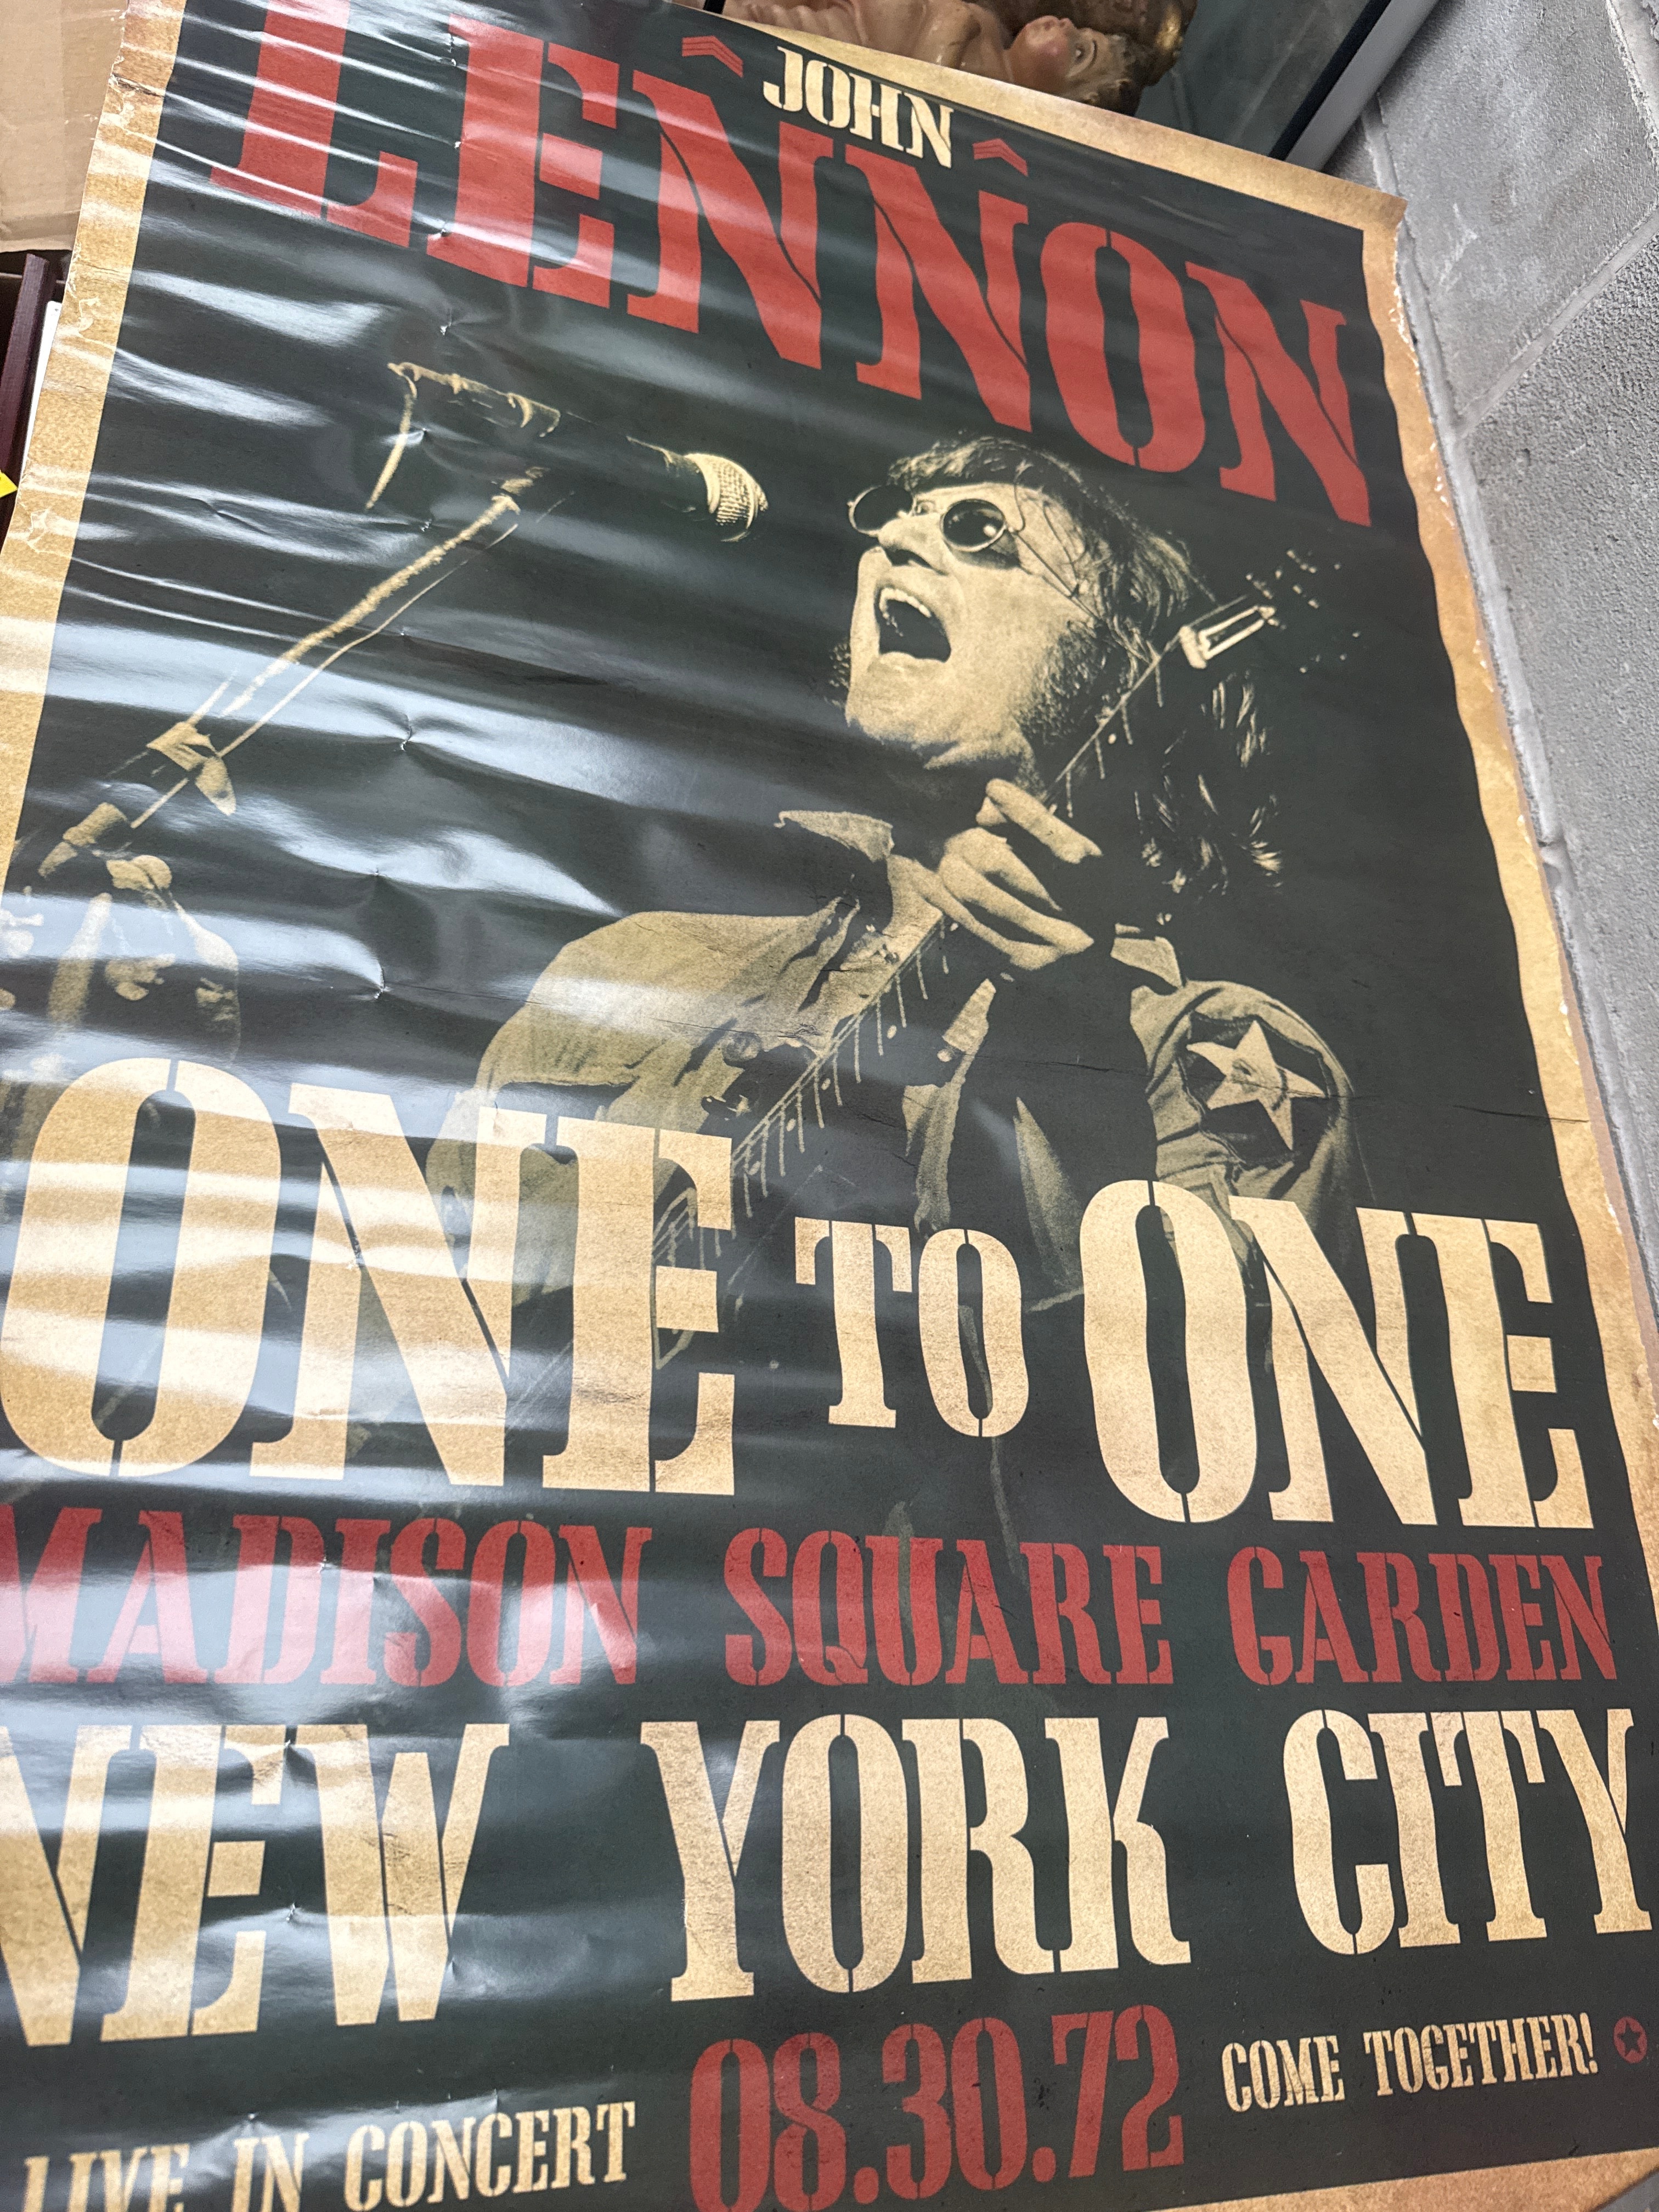 JOHN
LENNON
ONE TO ONE
MADISON SQUARE GARDEN
NEW YORK CITY
LIVE IN CONCERT 08.30.72 COME TOGETHER!